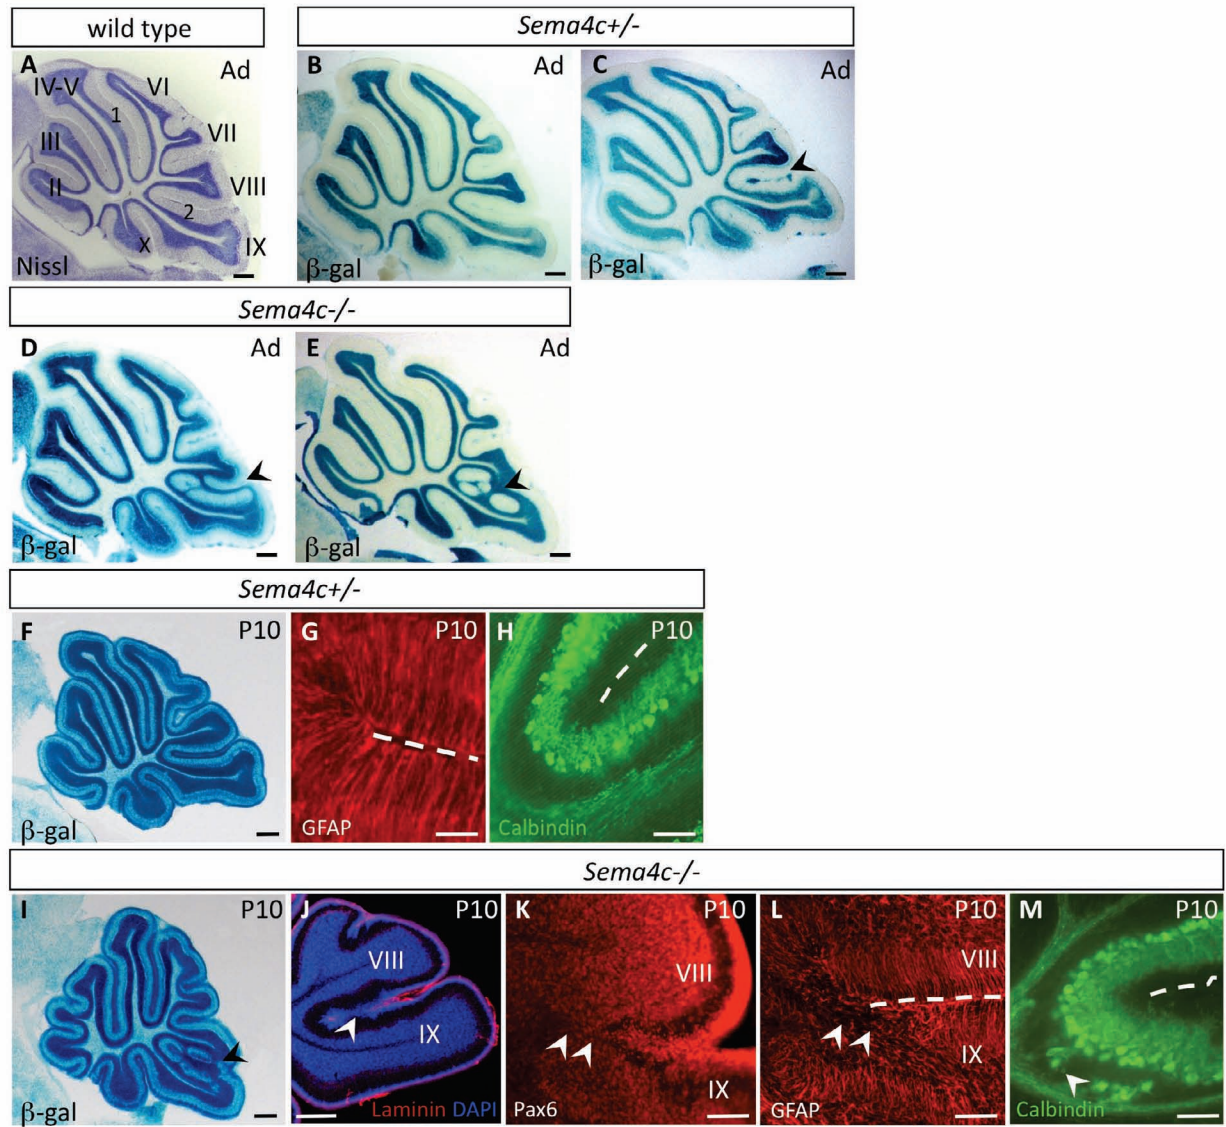 wild type
Sema4c+/-
A
IV-V
VI
Ad
1
III
VII
II
VIII
2
X
IX
Nissl
B
Ad
β-gal
C
Ad
β-gal
Sema4c-/-
D
Ad
β-gal
E
Ad
β-gal
Sema4c+/-
F
P10
β-gal
G
P10
GFAP
H
P10
Calbindin
Sema4c-/-
I
P10
β-gal
J
P10
VIII
IX
Laminin DAPI
K
P10
VIII
IX
Pax6
L
P10
VIII
IX
GFAP
M
P10
Calbindin